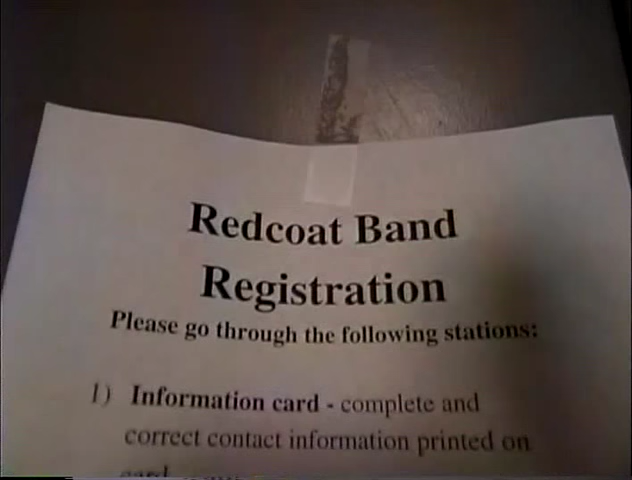 Redcoat Band
Registration
Please go through the following stations:
1) Information card - complete and
correct contact information printed on
card